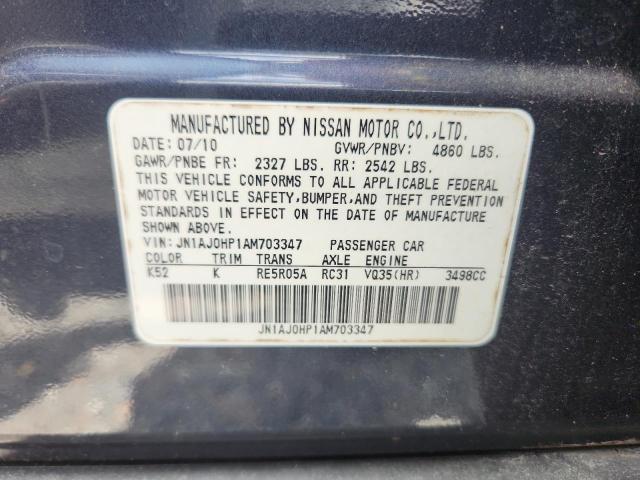 MANUFACTURED BY NISSAN MOTOR CO.,LTD.
DATE: 07/10 GVWR/PNBV: 4860 LBS.
GAWR/PNBE FR: 2327 LBS. RR: 2542 LBS.
THIS VEHICLE CONFORMS TO ALL APPLICABLE FEDERAL
MOTOR VEHICLE SAFETY,BUMPER,AND THEFT PREVENTION
STANDARDS IN EFFECT ON THE DATE OF MANUFACTURE
SHOWN ABOVE.
VIN: JN1AJ0HP1AM703347 PASSENGER CAR
COLOR TRIM TRANS AXLE ENGINE
K52 K RE5R05A RC31 VQ35(HR) 3498CC
JN1AJ0HP1AM703347